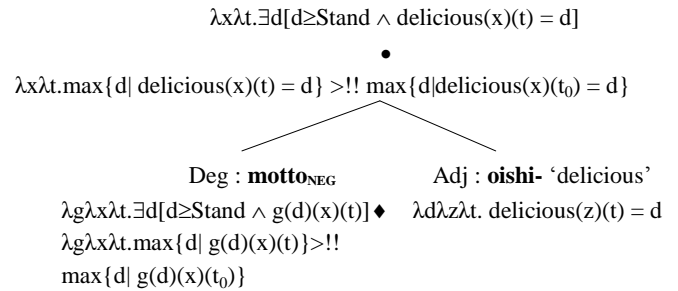 λxλt.∃d[d≥Stand ∧ delicious(x)(t) = d]
●
λxλt.max{d| delicious(x)(t) = d} >!! max{d|delicious(x)(t₀) = d}
Deg : motto_NEG Adj : oishi- ‘delicious’
λgλxλt.∃d[d≥Stand ∧ g(d)(x)(t)]♦ λdλzλt. delicious(z)(t) = d
λgλxλt.max{d| g(d)(x)(t)}>!!
max{d| g(d)(x)(t₀)}